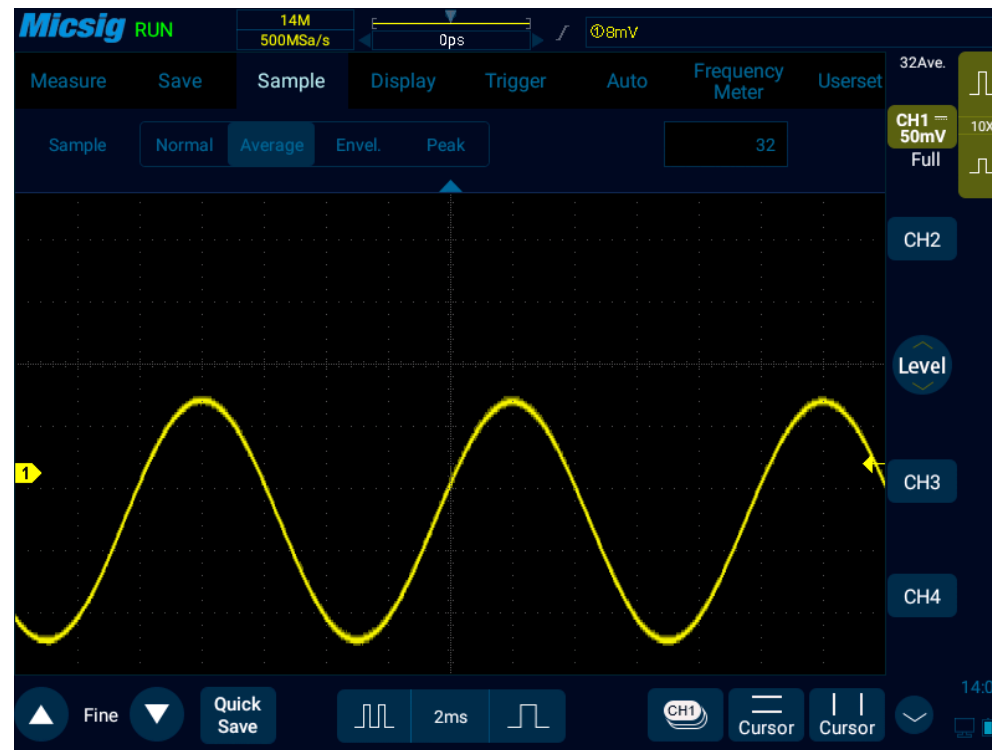 Micsig RUN
14M
500MSa/s
0ps
①8mV
Measure Save Sample Display Trigger Auto Frequency Meter Userset
32Ave.
CH1
50mV
Full
10X
Sample Normal Average Envel. Peak 32
CH2
Level
1
CH3
CH4
Fine
Quick
Save
2ms
CH1
Cursor
Cursor